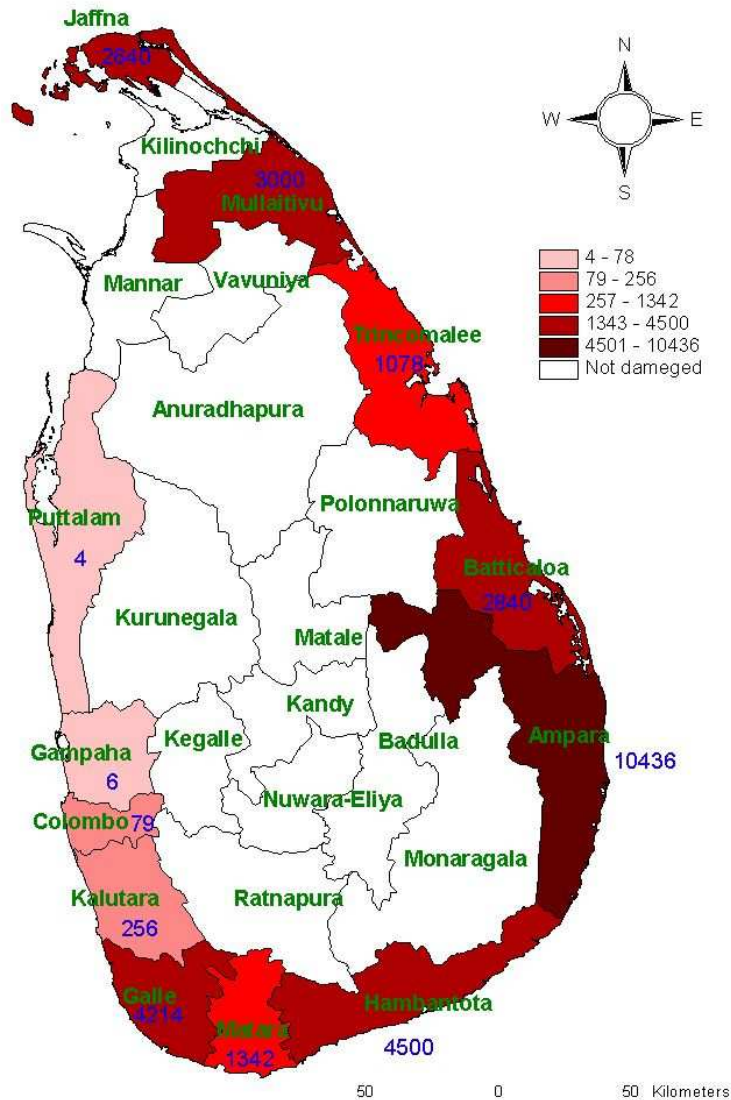 Jaffna
2640
N
W E
S
Kilinochchi
3000
Mullaitivu
4 - 78
79 - 256
257 - 1342
1343 - 4500
4501 - 10436
Not dameged
Mannar
Vavuniya
Trincomalee
1078
Anuradhapura
Polonnaruwa
Puttalam
4
Batticaloa
2840
Kurunegala
Matale
Kandy
Kegalle
Badulla
Ampara
10436
Gampaha
6
Nuwara-Eliya
Colombo 79
Monaragala
Kalutara
256
Ratnapura
Galle
4214
Hambantota
4500
Matara
1342
50 0 50 Kilometers